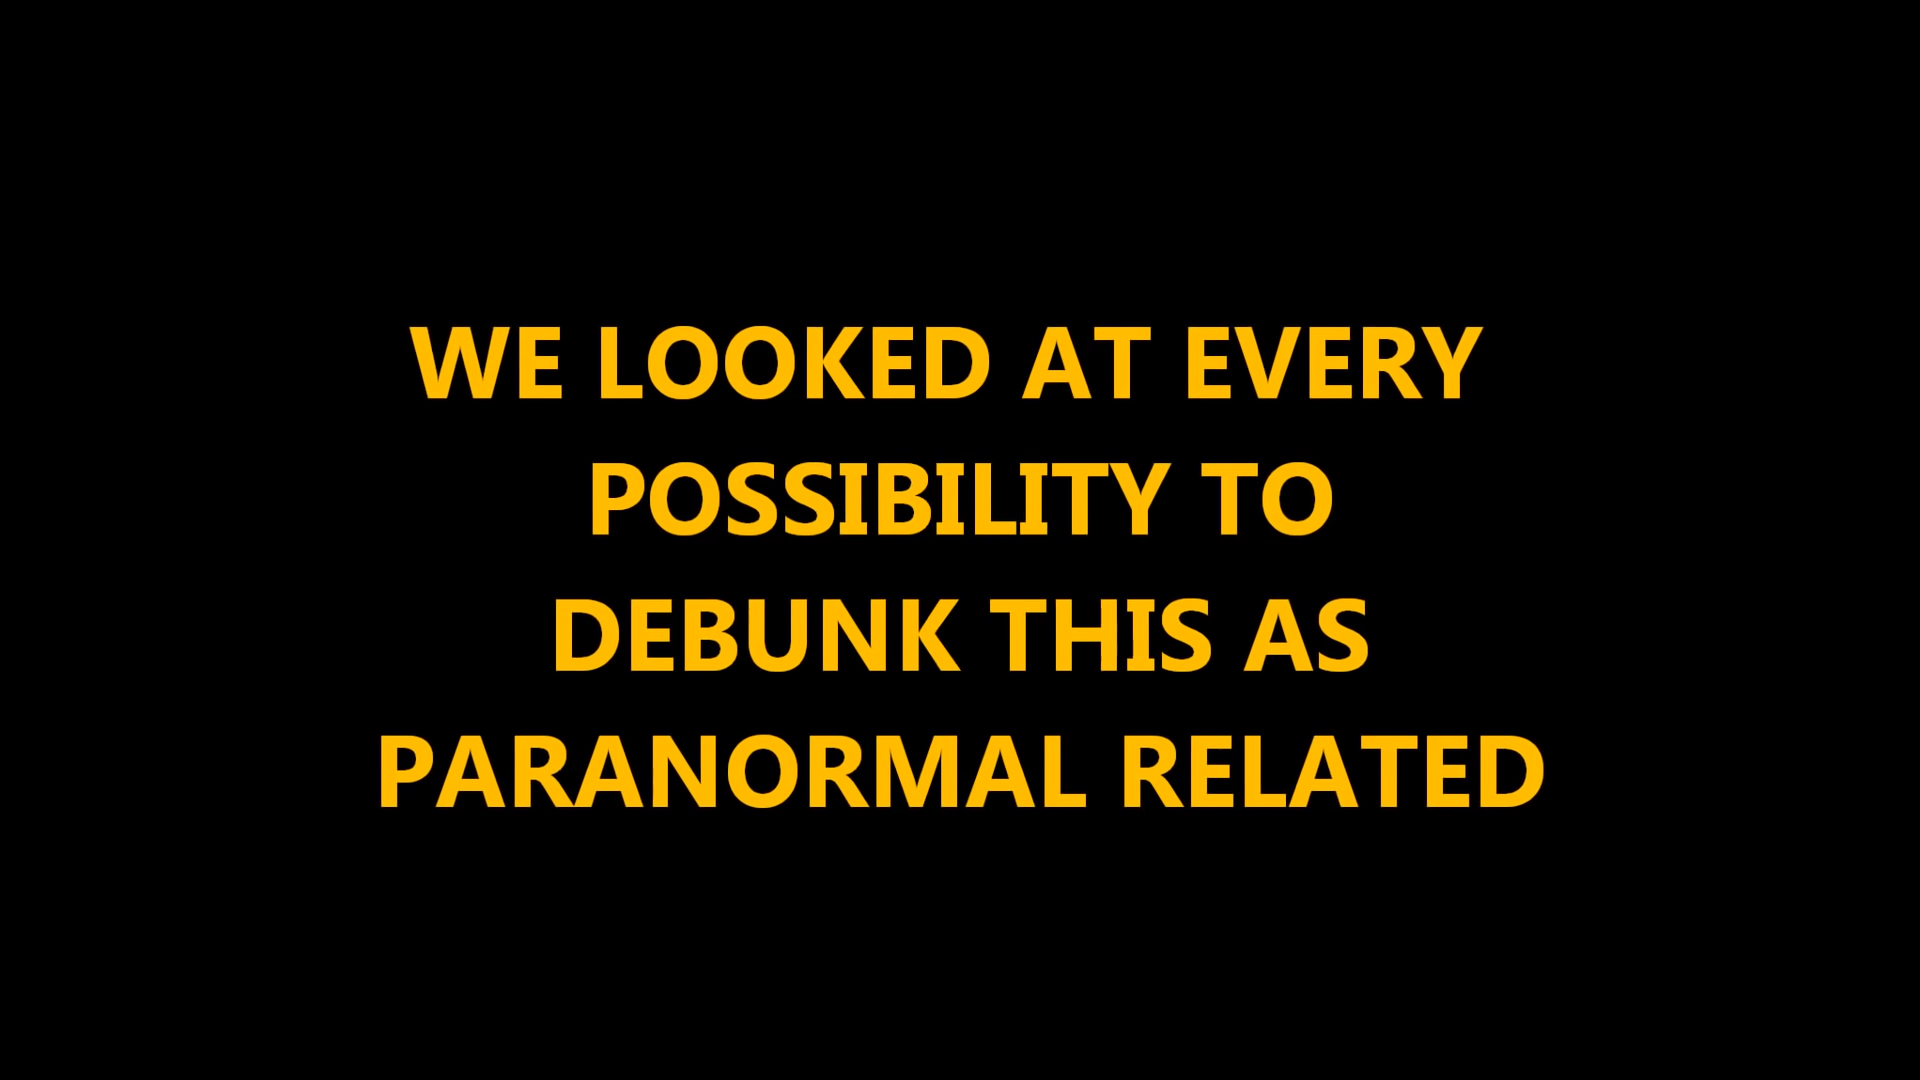 WE LOOKED AT EVERY
POSSIBILITY TO
DEBUNK THIS AS
PARANORMAL RELATED